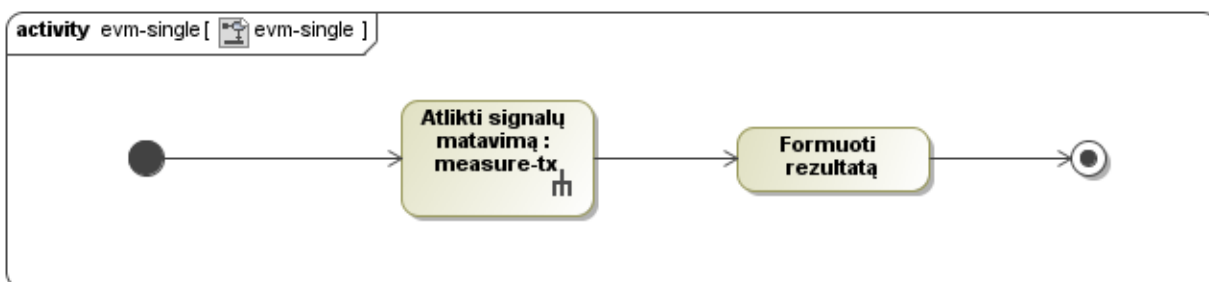 activity evm-single[ evm-single ]
Atlikti signalų
matavimą :
measure-tx
Formuoti
rezultatą